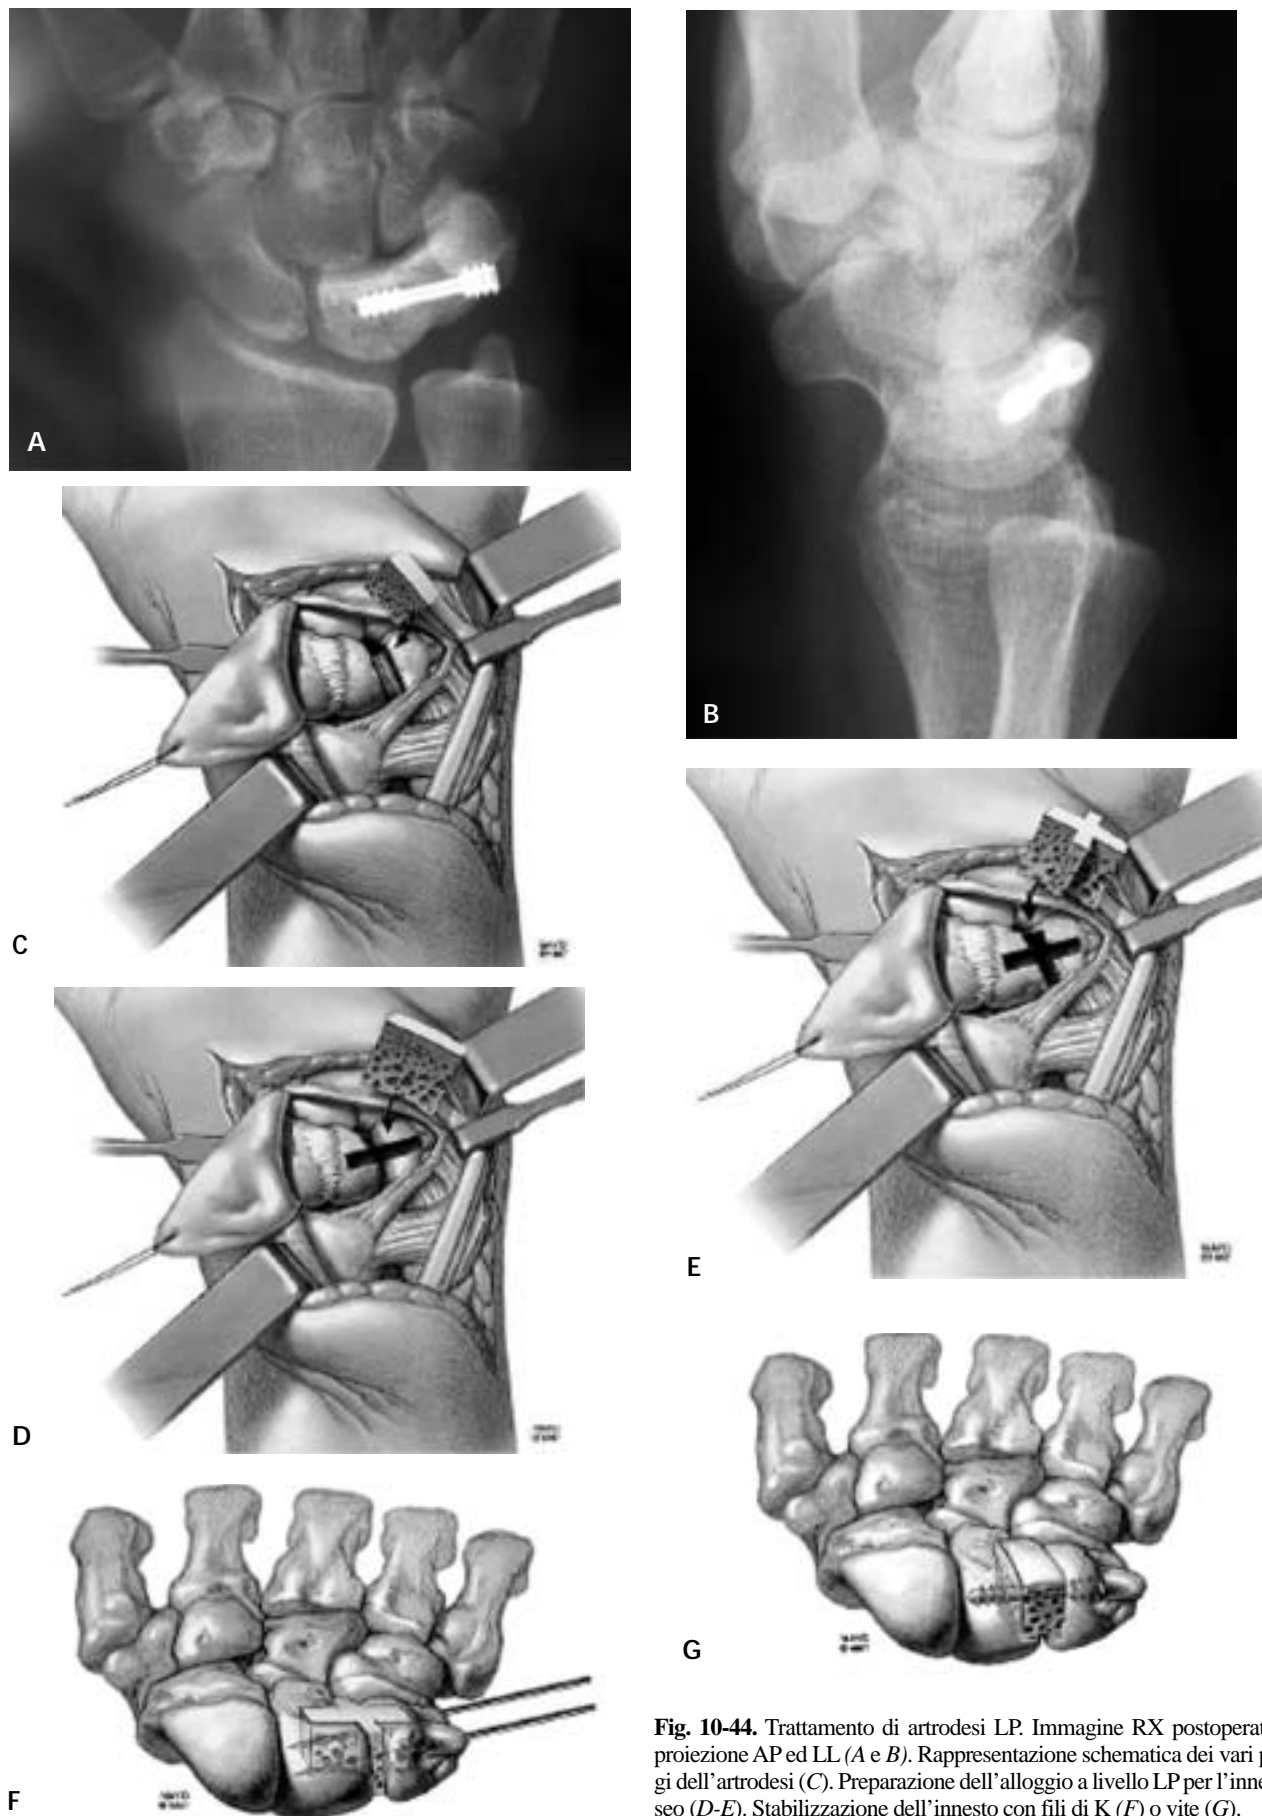 A
B
C
D
E
F
G
Fig. 10-44. Trattamento di artrodesi LP. Immagine RX postoperat
proiezione AP ed LL (A e B). Rappresentazione schematica dei vari p
gi dell'artrodesi (C). Preparazione dell'alloggio a livello LP per l'inne
seo (D-E). Stabilizzazione dell'innesto con fili di K (F) o vite (G).